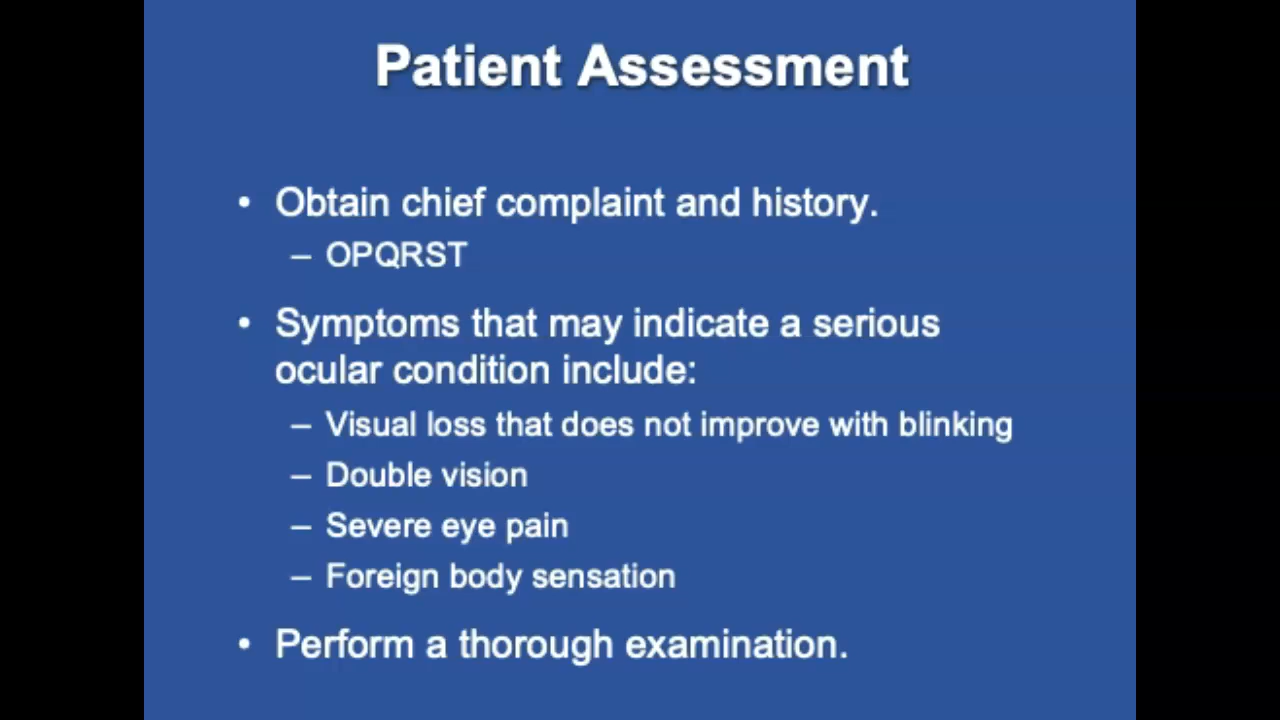 Patient Assessment
• Obtain chief complaint and history.
– OPQRST
• Symptoms that may indicate a serious
ocular condition include:
– Visual loss that does not improve with blinking
– Double vision
– Severe eye pain
– Foreign body sensation
• Perform a thorough examination.